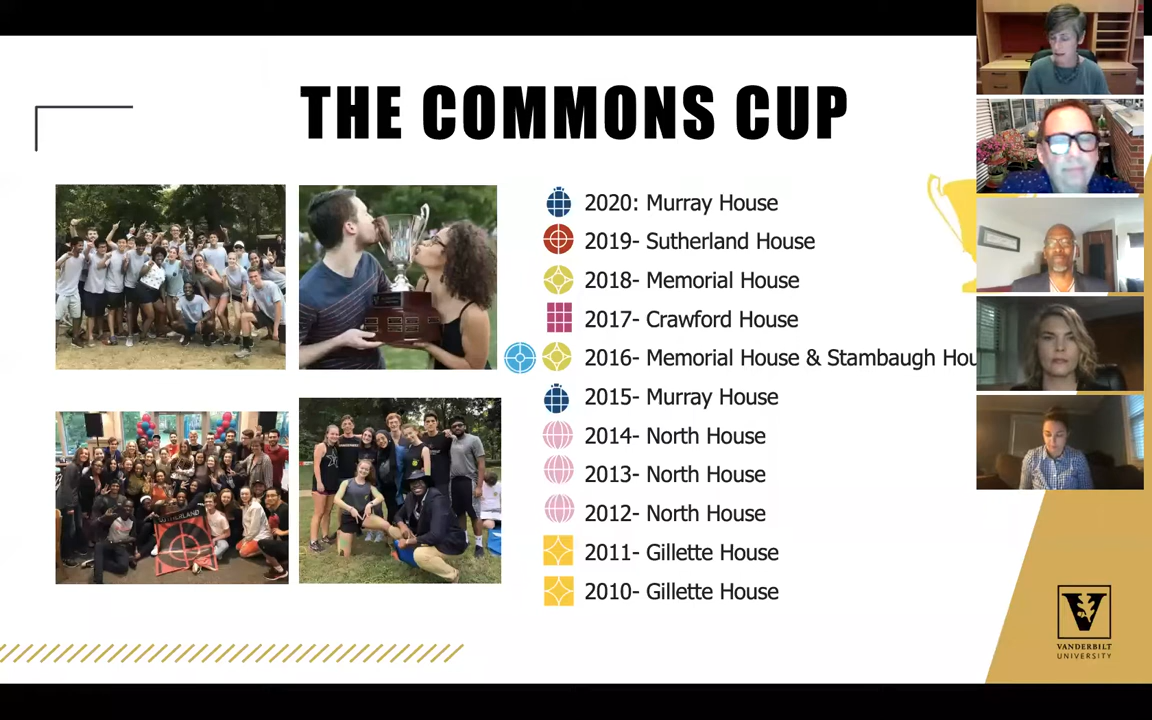 THE COMMONS CUP
2020: Murray House
2019- Sutherland House
2018- Memorial House
2017- Crawford House
2016- Memorial House & Stambaugh Hou
2015- Murray House
2014- North House
2013- North House
2012- North House
2011- Gillette House
2010- Gillette House
SUTHERLAND
V
VANDERBILT
UNIVERSITY